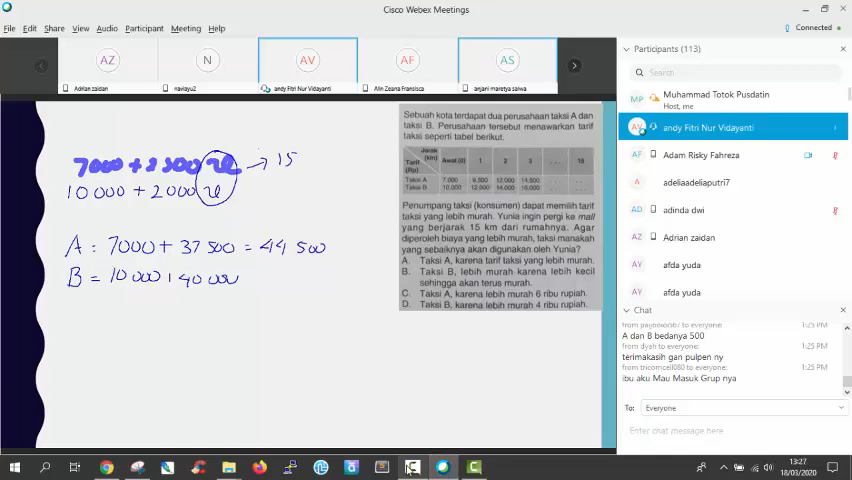 Cisco Webex Meetings
File Edit Share View Audio Participant Meeting Help
Connected
AZ N AV AF AS
Adrian zaidan naviayu2 andy Fitri Nur Vidayanti Alin Zeana Fransisca anjani maretya salwa
7000 + 2500 → 15
10 000 + 2000
A = 7000 + 37 500 = 44 500
B = 10 000 + 40 000
Sebuah kota terdapat dua perusahaan taksi A dan
taksi B. Perusahaan tersebut menawarkan tarif
taksi seperti tabel berikut.
Jarak (km) Tarif (Rp) Awal (0) 1 2 3 . . . . 15
Taksi A 7.000 9.500 12.000 14.500
Taksi B 10.000 12.000 14.000 16.000
Penumpang taksi (konsumen) dapat memilih tarif
taksi yang lebih murah. Yunia ingin pergi ke mall
yang berjarak 15 km dari rumahnya. Agar
diperoleh biaya yang lebih murah, taksi manakah
yang sebaiknya akan digunakan oleh Yunia?
A. Taksi A, karena tarif taksi yang lebih murah.
B. Taksi B, lebih murah karena lebih kecil
sehingga akan terus murah.
C. Taksi A, karena lebih murah 6 ribu rupiah.
D. Taksi B, karena lebih murah 4 ribu rupiah.
Participants (113)
Search
MP Muhammad Totok Pusdatin
Host, me
AV andy Fitri Nur Vidayanti
AF Adam Risky Fahreza
A adeliaadeliaputri7
AD adinda dwi
AZ Adrian zaidan
AY afda yuda
AY afda yuda
Chat
to everyone: 1:25 PM
A dan B bedanya 500
from dyah to everyone: 1:25 PM
terimakasih gan pulpen ny
from tricomcell080 to everyone: 1:25 PM
ibu aku Mau Masuk Grup nya
To: Everyone
Enter chat message here
13:27
18/03/2020